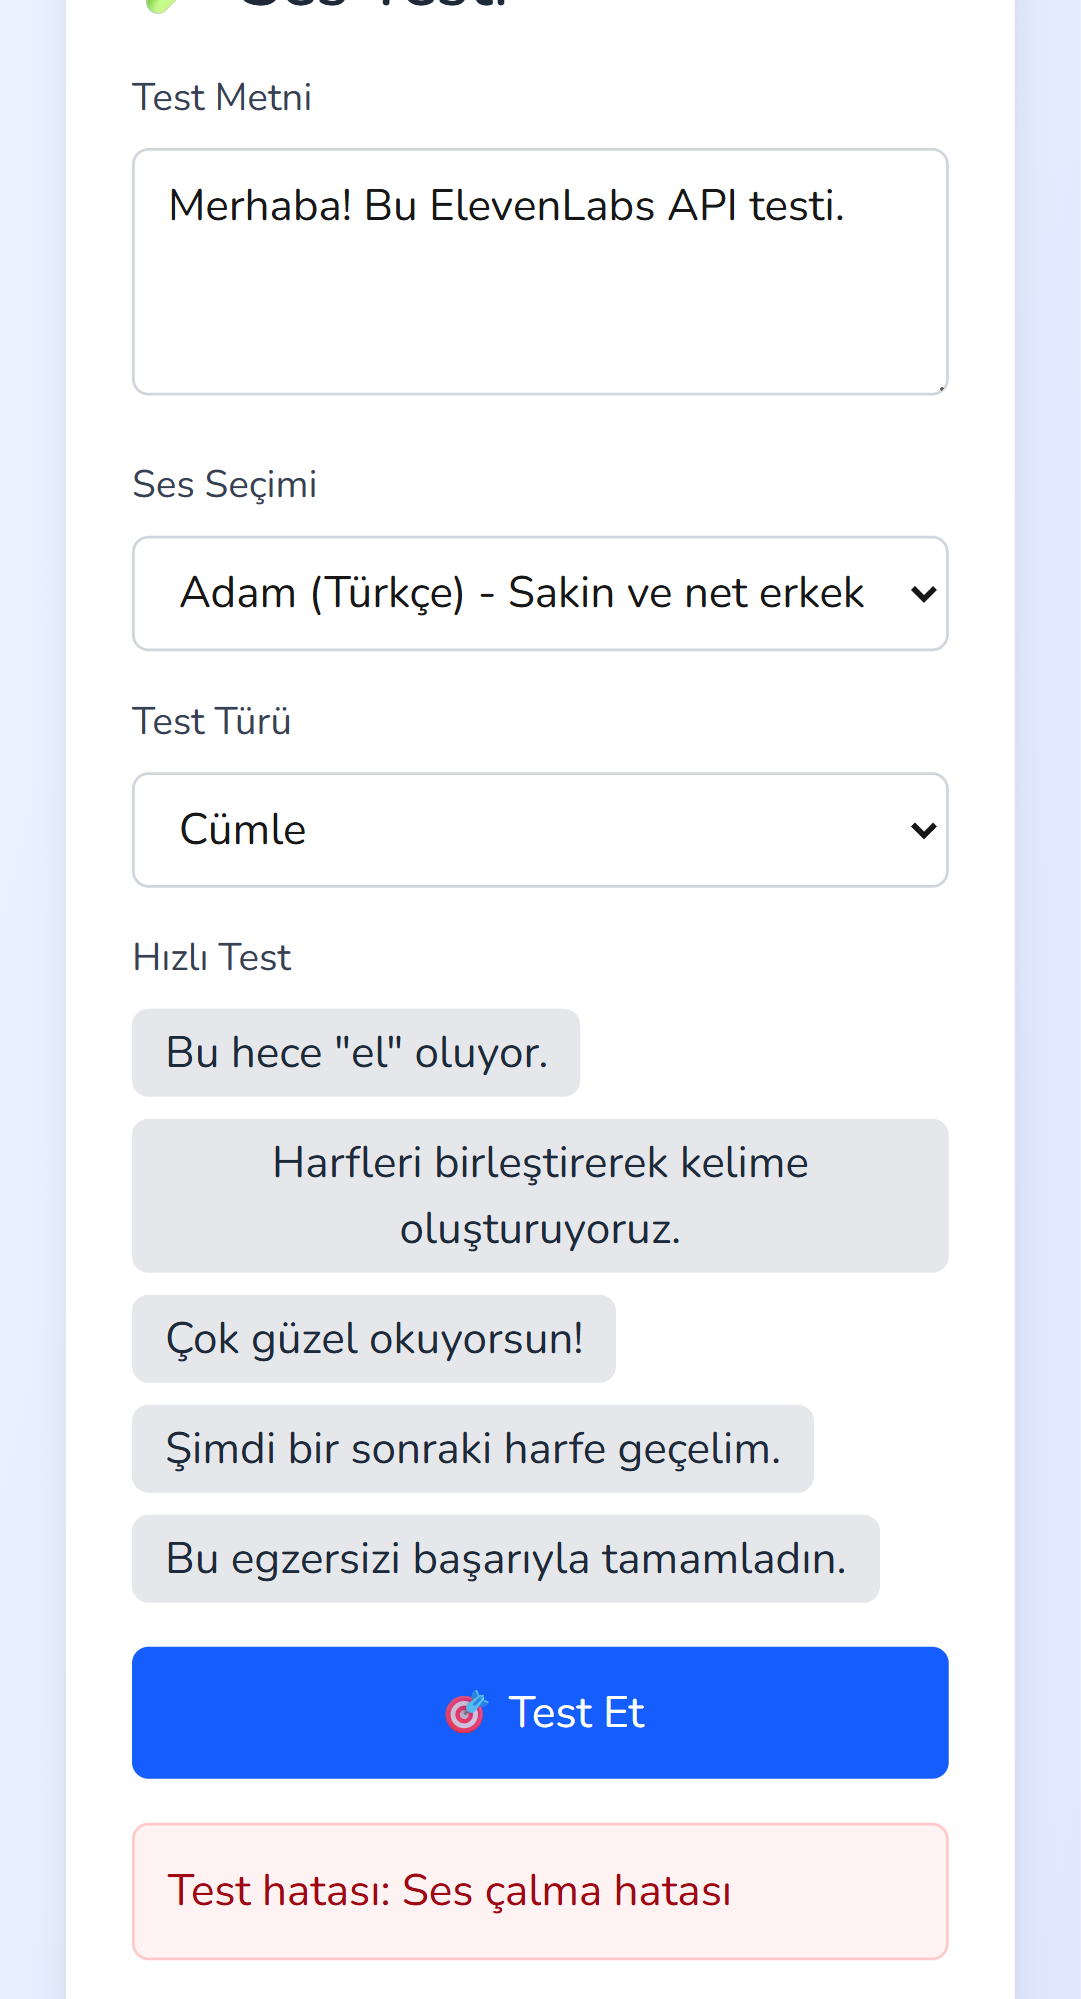 Test Metni
Merhaba! Bu ElevenLabs API testi.
Ses Seçimi
Adam (Türkçe) - Sakin ve net erkek
Test Türü
Cümle
Hızlı Test
Bu hece "el" oluyor.
Harfleri birleştirerek kelime
oluşturuyoruz.
Çok güzel okuyorsun!
Şimdi bir sonraki harfe geçelim.
Bu egzersizi başarıyla tamamladın.
Test Et
Test hatası: Ses çalma hatası